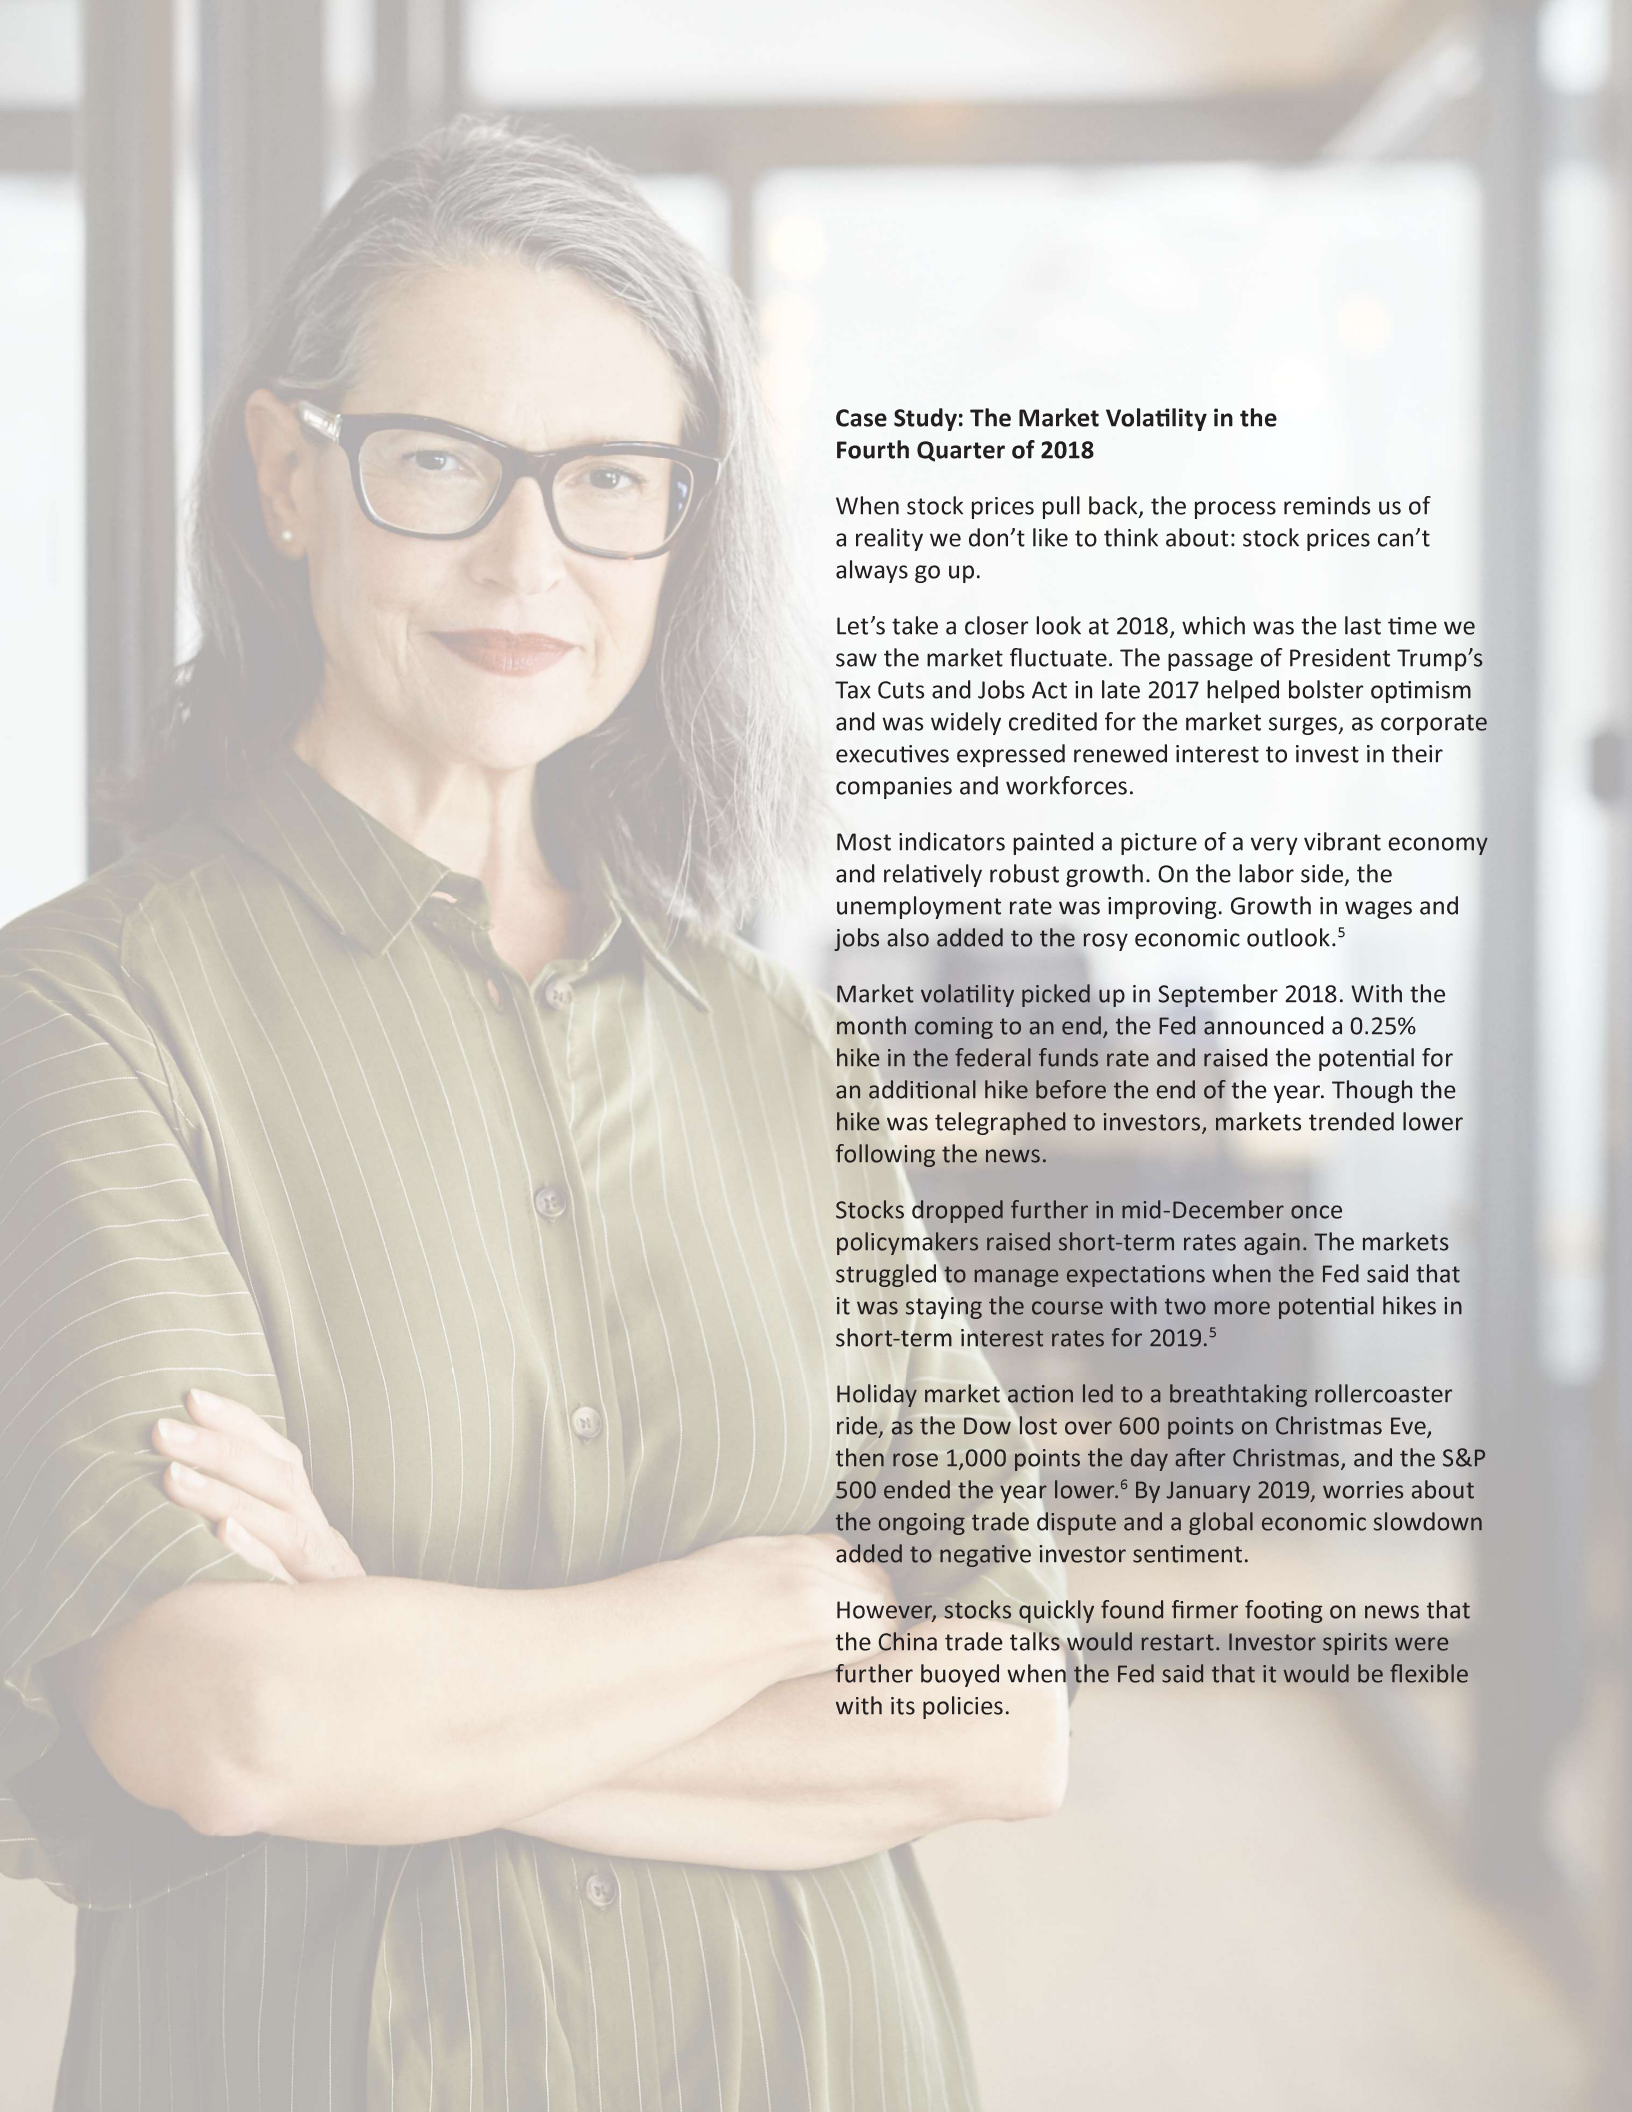 Case Study: The Market Volatility in the
Fourth Quarter of 2018
When stock prices pull back, the process reminds us of
a reality we don’t like to think about: stock prices can’t
always go up.
Let’s take a closer look at 2018, which was the last time we
saw the market fluctuate. The passage of President Trump’s
Tax Cuts and Jobs Act in late 2017 helped bolster optimism
and was widely credited for the market surges, as corporate
executives expressed renewed interest to invest in their
companies and workforces.
Most indicators painted a picture of a very vibrant economy
and relatively robust growth. On the labor side, the
unemployment rate was improving. Growth in wages and
jobs also added to the rosy economic outlook.⁵
Market volatility picked up in September 2018. With the
month coming to an end, the Fed announced a 0.25%
hike in the federal funds rate and raised the potential for
an additional hike before the end of the year. Though the
hike was telegraphed to investors, markets trended lower
following the news.
Stocks dropped further in mid-December once
policymakers raised short-term rates again. The markets
struggled to manage expectations when the Fed said that
it was staying the course with two more potential hikes in
short-term interest rates for 2019.⁵
Holiday market action led to a breathtaking rollercoaster
ride, as the Dow lost over 600 points on Christmas Eve,
then rose 1,000 points the day after Christmas, and the S&P
500 ended the year lower.⁶ By January 2019, worries about
the ongoing trade dispute and a global economic slowdown
added to negative investor sentiment.
However, stocks quickly found firmer footing on news that
the China trade talks would restart. Investor spirits were
further buoyed when the Fed said that it would be flexible
with its policies.